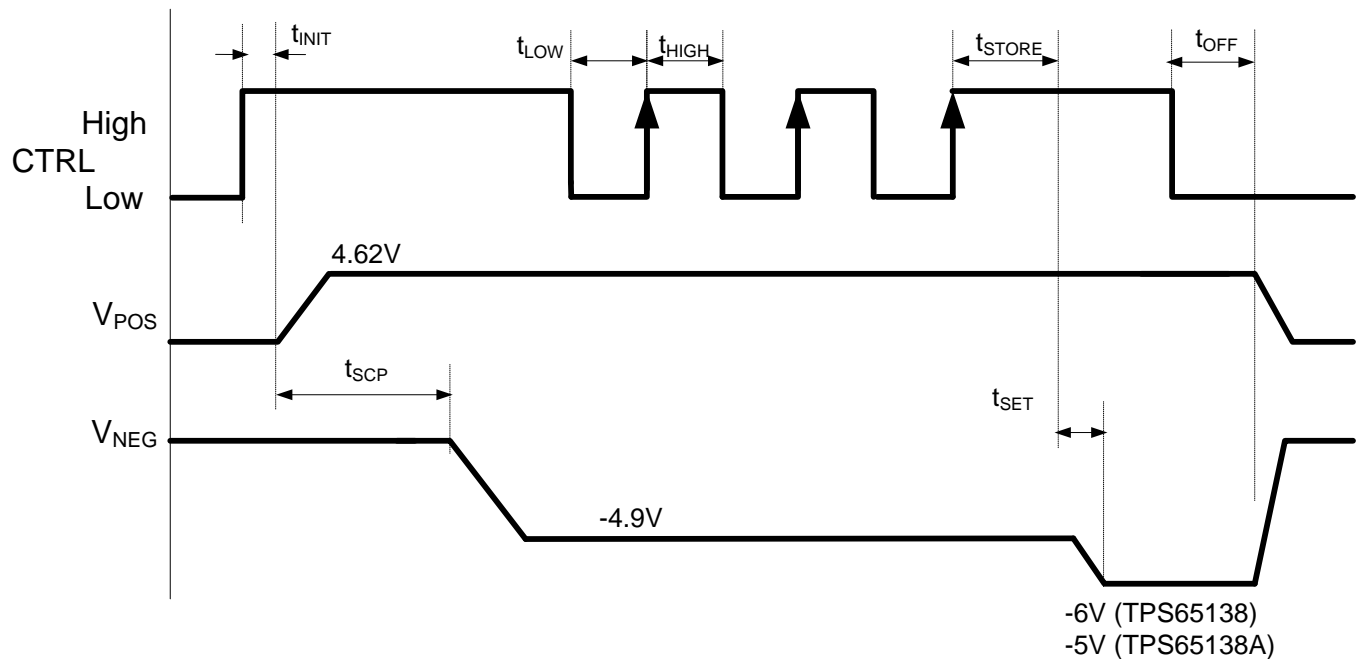 tINIT
tLOW
tHIGH
tSTORE
tOFF
High
CTRL
Low
4.62V
VPOS
tSCP
tSET
VNEG
-4.9V
-6V (TPS65138)
-5V (TPS65138A)